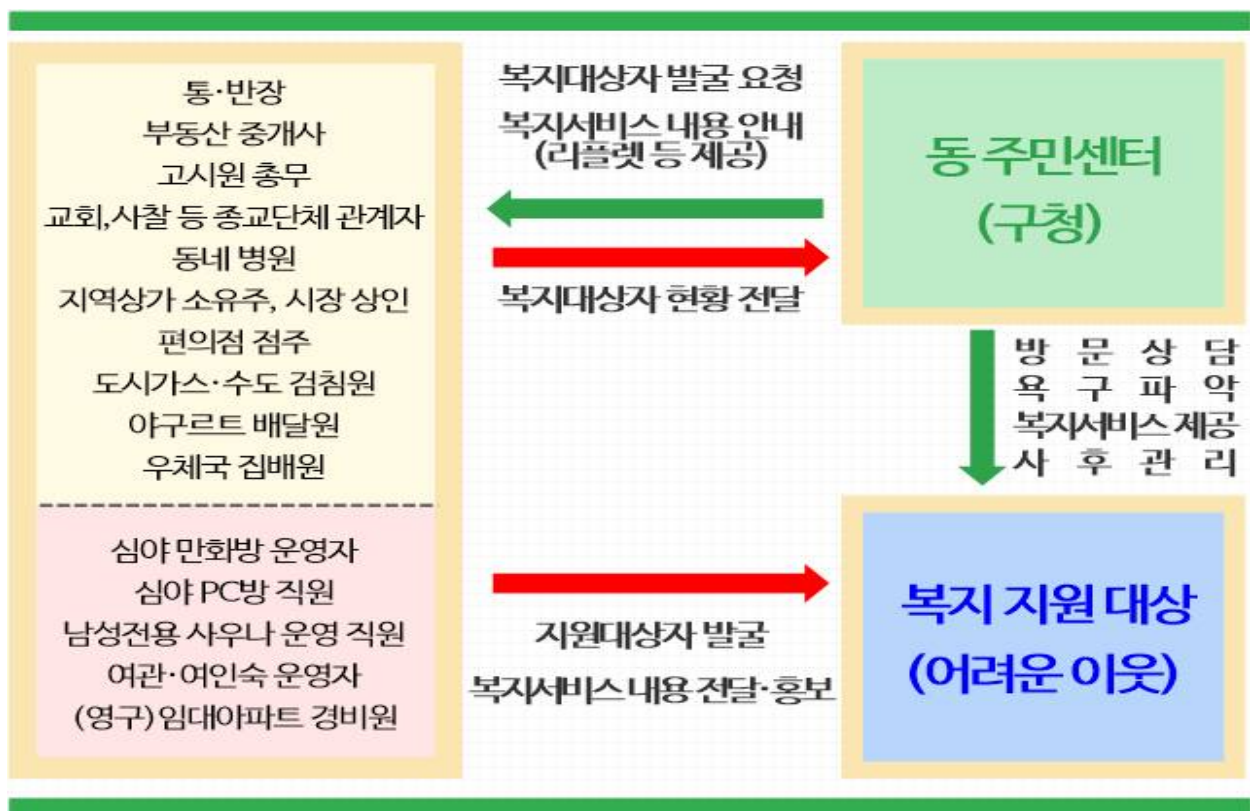 통·반장
부동산 중개사
고시원 총무
교회,사찰 등 종교단체 관계자
동네 병원
지역상가 소유주, 시장 상인
편의점 점주
도시가스·수도 검침원
야구르트 배달원
우체국 집배원
심야 만화방 운영자
심야 PC방 직원
남성전용 사우나 운영 직원
여관·여인숙 운영자
(영구)임대아파트 경비원
복지대상자 발굴 요청
복지서비스 내용 안내
(리플렛 등 제공)
복지대상자 현황 전달
동 주민센터
(구청)
방 문 상 담
욕 구 파 악
복지서비스 제공
사 후 관 리
지원대상자 발굴
복지서비스 내용 전달·홍보
복지 지원 대상
(어려운 이웃)